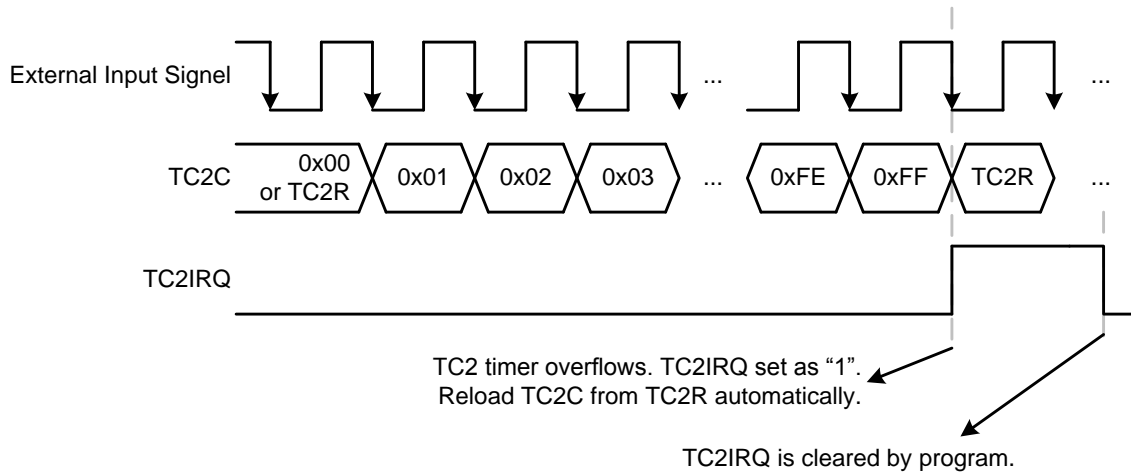 External Input Signel
... ...
TC2C
0x00
or TC2R
0x01 0x02 0x03 ... 0xFE 0xFF TC2R ...
TC2IRQ
TC2 timer overflows. TC2IRQ set as “1”.
Reload TC2C from TC2R automatically.
TC2IRQ is cleared by program.